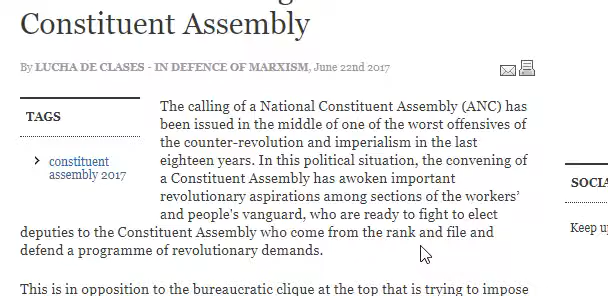 Constituent Assembly
By LUCHA DE CLASES - IN DEFENCE OF MARXISM, June 22nd 2017
TAGS
constituent
assembly 2017
The calling of a National Constituent Assembly (ANC) has
been issued in the middle of one of the worst offensives of
the counter-revolution and imperialism in the last
eighteen years. In this political situation, the convening of
a Constituent Assembly has awoken important
revolutionary aspirations among sections of the workers’
and people's vanguard, who are ready to fight to elect
deputies to the Constituent Assembly who come from the rank and file and
defend a programme of revolutionary demands.
This is in opposition to the bureaucratic clique at the top that is trying to impose
SOCIA
Keep up